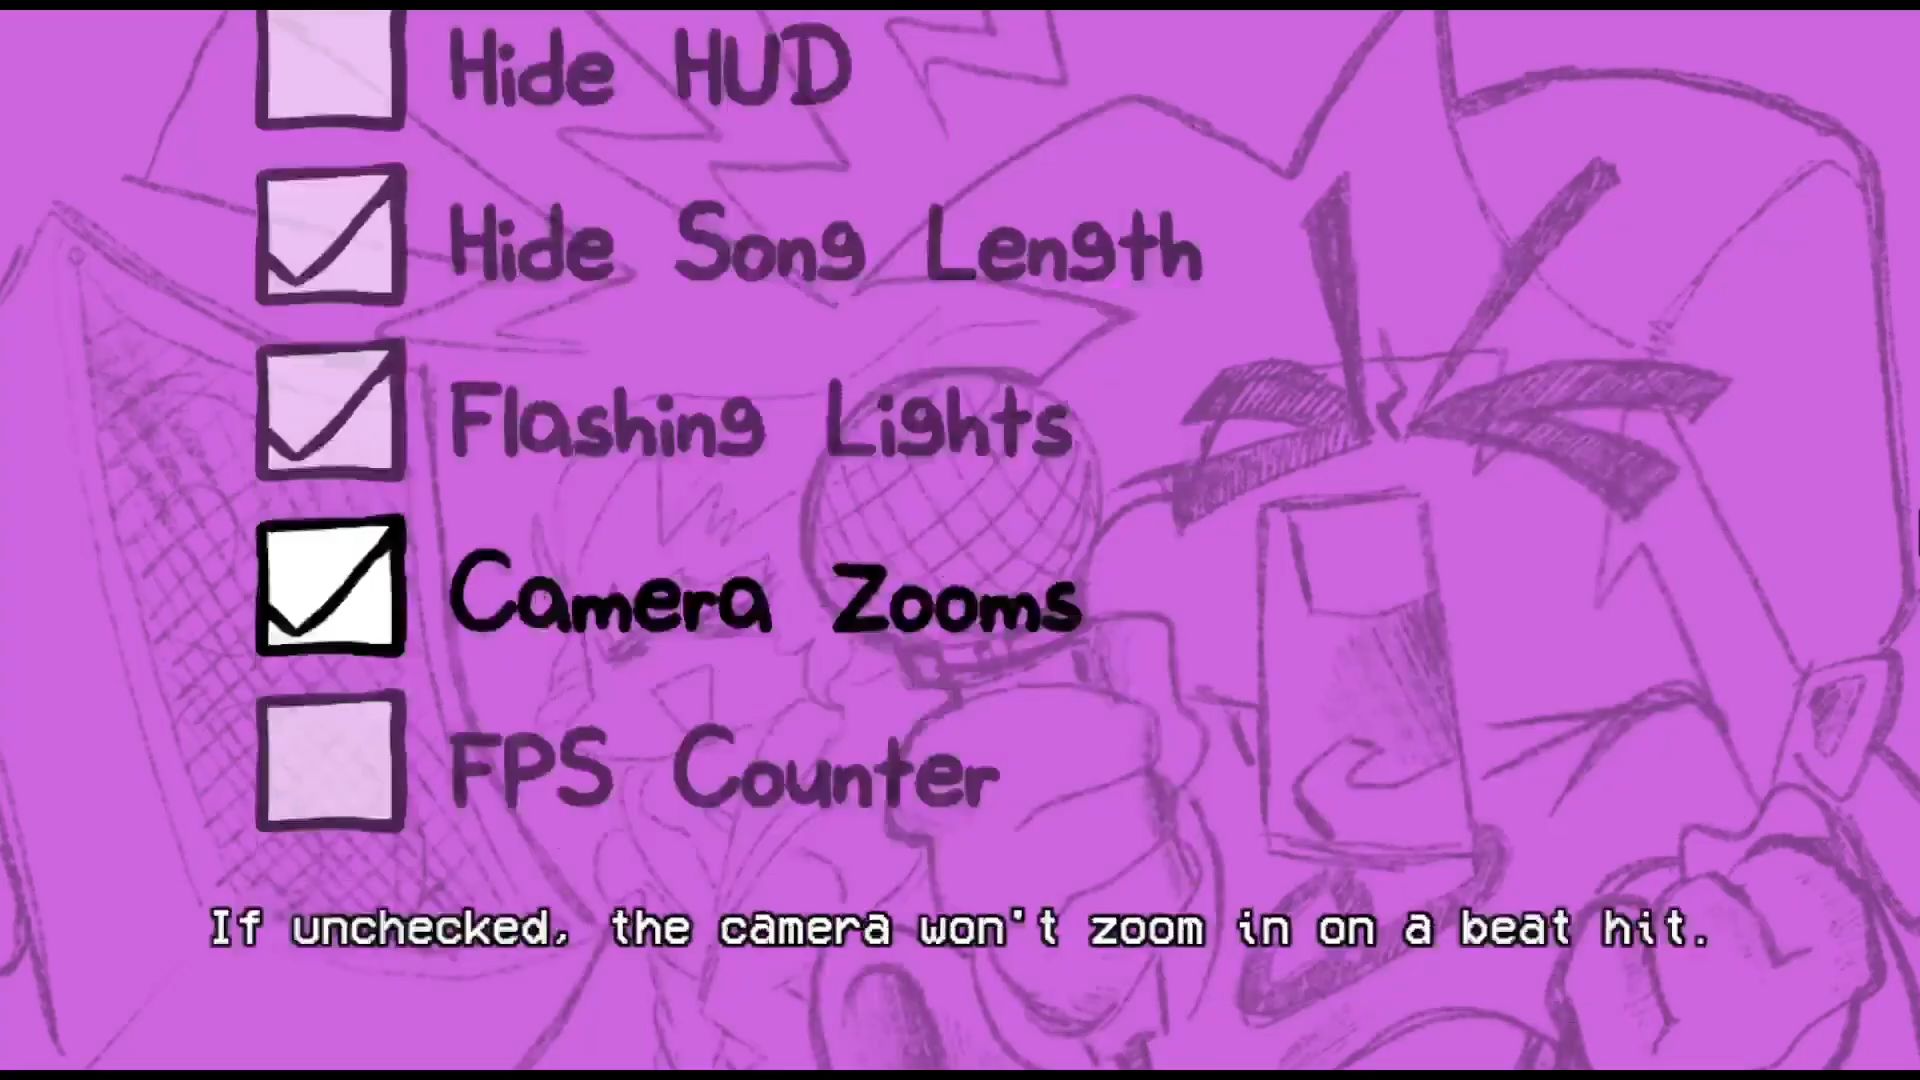 Hide HUD
Hide Song Length
Flashing Lights
Camera Zooms
FPS Counter
If unchecked, the camera won't zoom in on a beat hit.